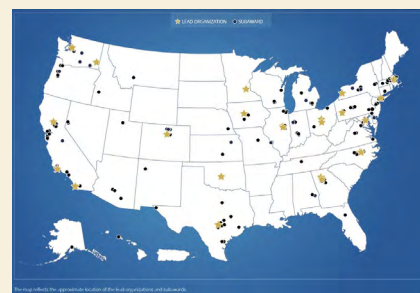 LEAD ORGANIZATION SUBAWARD
The map reflects the approximate location of the lead organizations and subawards.